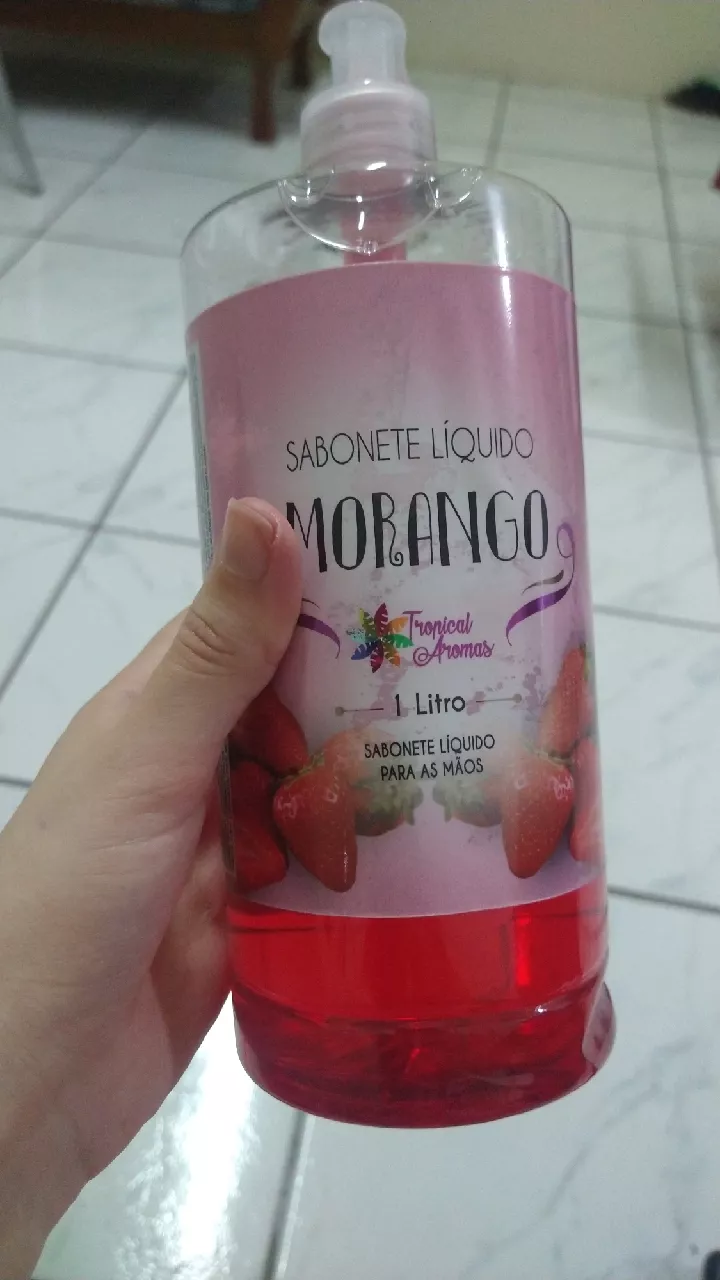 SABONETE LÍQUIDO
MORANGO
Tropical
Aromas
1 Litro
SABONETE LÍQUIDO
PARA AS MÃOS